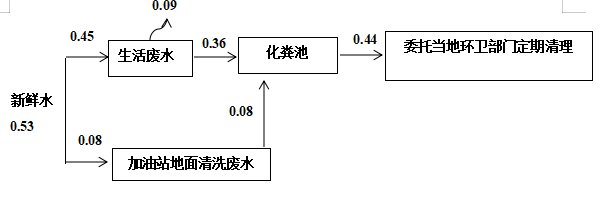 0.09
0.45
生活废水
0.36
化粪池
0.44
委托当地环卫部门定期清理
新鲜水
0.53
0.08
0.08
加油站地面清洗废水